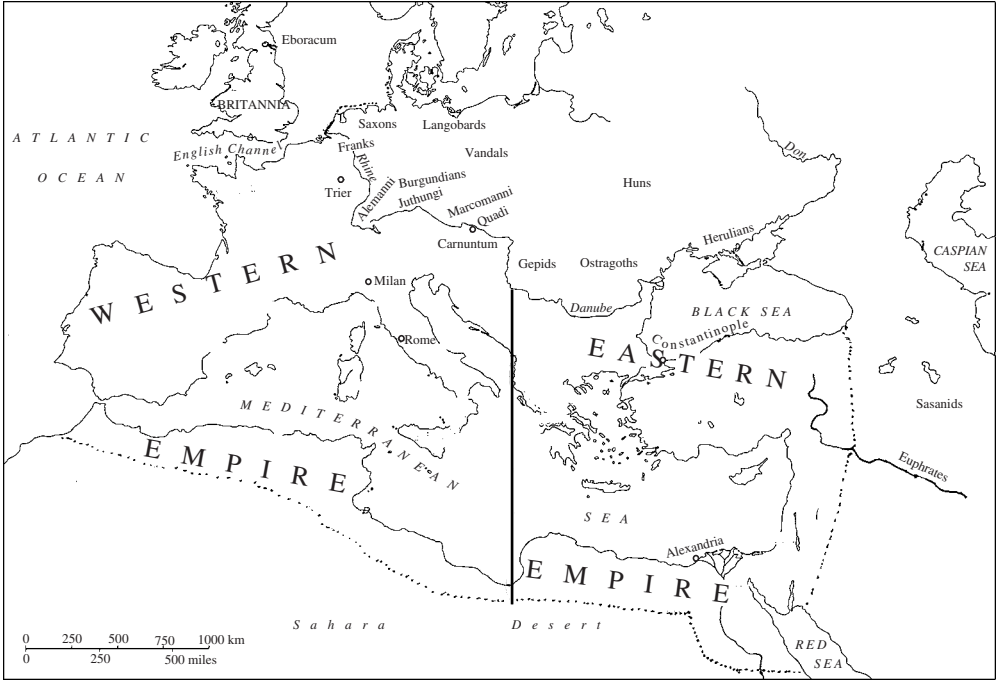 Eboracum
BRITANNIA
ATLANTIC
OCEAN
English Channel
Saxons
Langobards
Franks
Rhine
Vandals
Don
Trier
Burgundians
Alemanni
Juthungi
Marcomanni
Quadi
Huns
Carnuntum
Herulians
CASPIAN
SEA
Gepids
Ostragoths
WESTERN
Milan
Danube
BLACK SEA
Rome
Constantinople
EASTERN
MEDITERRANEAN
Sasanids
EMPIRE
Euphrates
SEA
Alexandria
EMPIRE
Sahara
Desert
RED
SEA
0 250 500 750 1000 km
0 250 500 miles